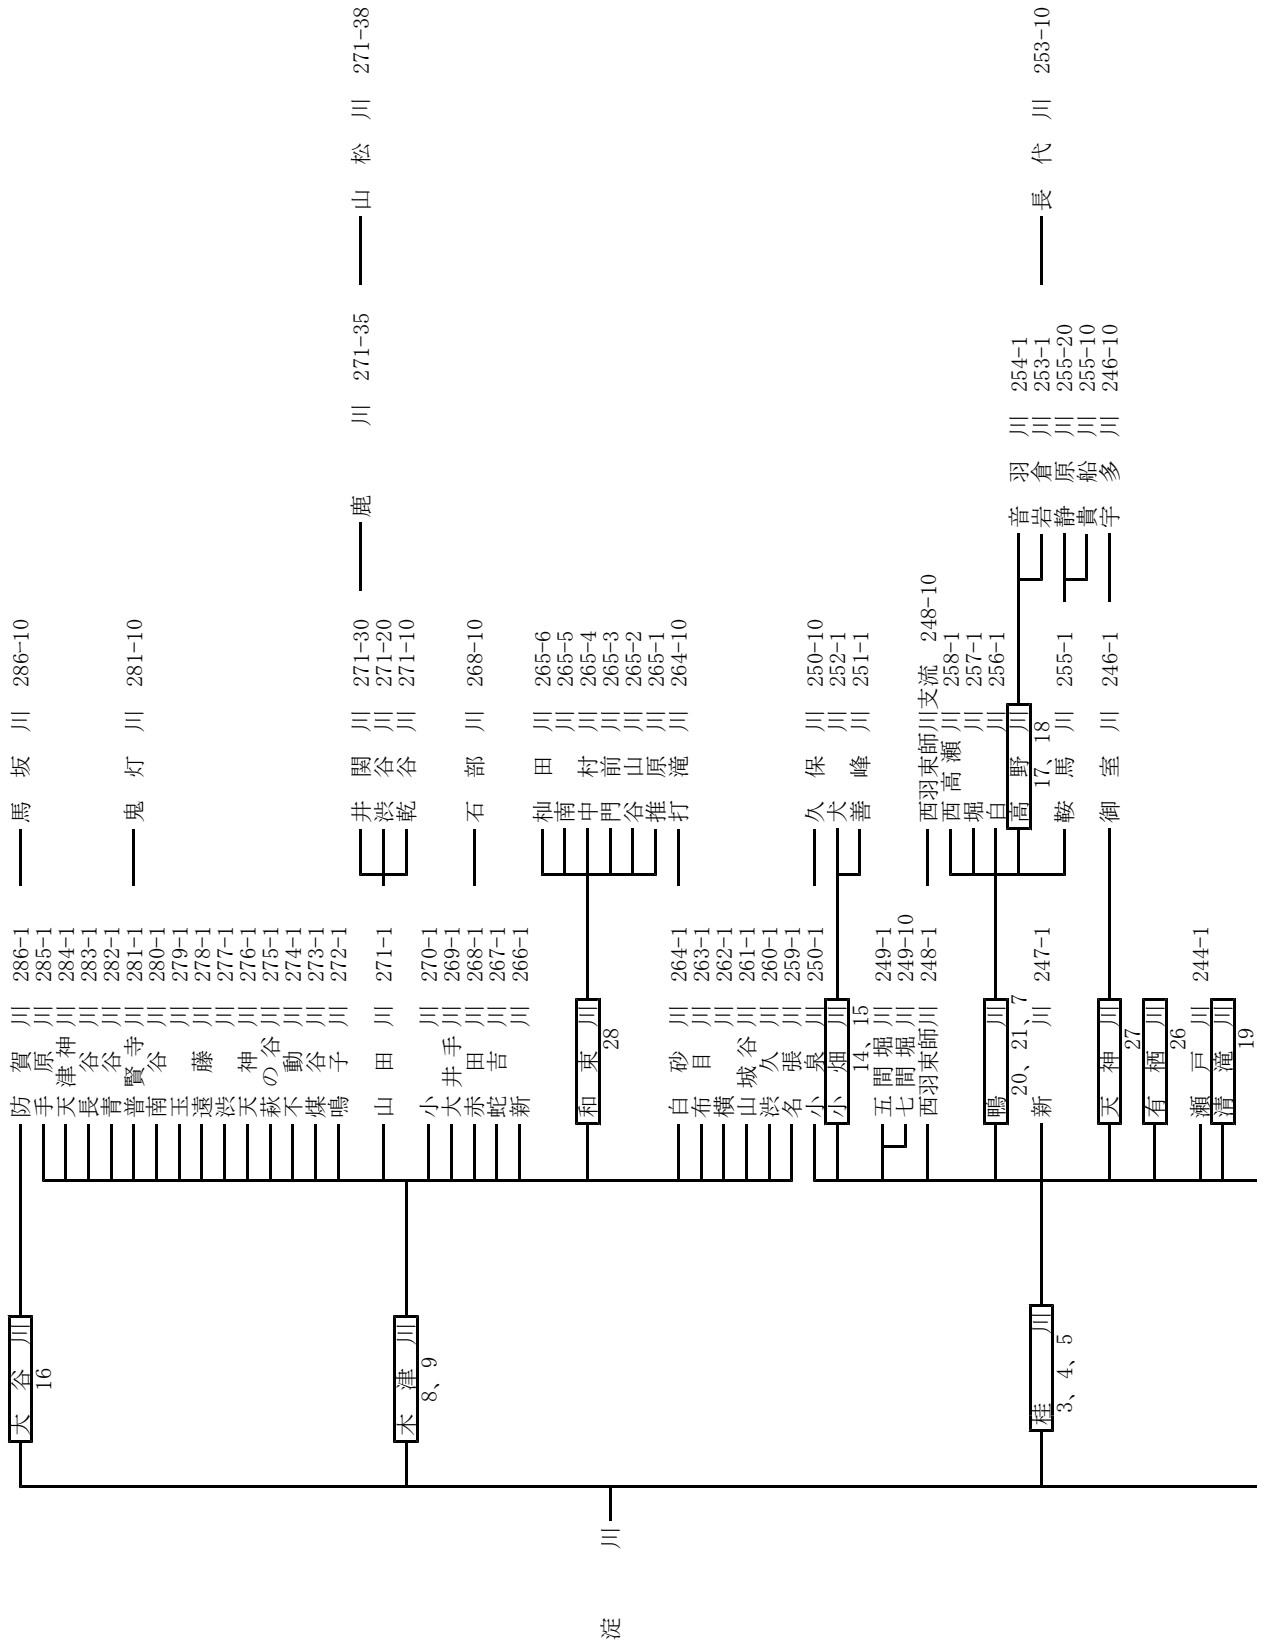 淀川
大谷川
16
防賀川 286-1
馬坂川 286-10
手原川 285-1
天津神川 284-1
長谷川 283-1
青谷川 282-1
普賢寺川 281-1
鬼灯川 281-10
南谷川 280-1
玉川 279-1
遠藤川 278-1
渋川 277-1
天神川 276-1
萩の谷川 275-1
不動川 274-1
煤谷川 273-1
鳴子川 272-1
木津川
8、9
山田川 271-1
井関川 271-30
鹿川 271-35
山松川 271-38
渋谷川 271-20
乾谷川 271-10
小川 270-1
大井手川 269-1
赤田川 268-1
石部川 268-10
蛇吉川 267-1
新川 266-1
和束川
28
杣田川 265-6
南川 265-5
中村川 265-4
門前川 265-3
谷山川 265-2
推原川 265-1
白砂川 264-1
打滝川 264-10
布目川 263-1
横川 262-1
山城谷川 261-1
渋久川 260-1
名張川 259-1
桂川
3、4、5
小泉川 250-1
久保川 250-10
小畑川
14、15
犬川 252-1
善峰川 251-1
五間堀川 249-1
七間堀川 249-10
西羽束師川 248-1
西羽束師川支流 248-10
鴨川
20、21、7
西高瀬川 258-1
堀川 257-1
白川 256-1
高野川
17、18
音羽川 254-1
岩倉川 253-1
長代川 253-10
鞍馬川 255-1
静原川 255-20
貴船川 255-10
新川 247-1
天神川
27
御室川 246-1
宇多川 246-10
有栖川
26
瀬戸川 244-1
清滝川
19